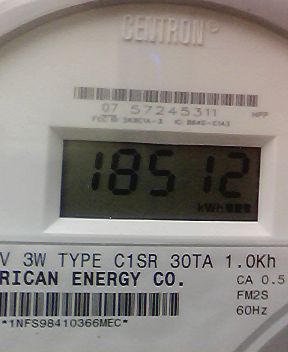 CENTRON®
07 57245311
18512
kWh
V 3W TYPE C1SR 30TA 1.0Kh
RICAN ENERGY CO.
CA 0.5
FM2S
60Hz
*1NFS98410366MEC*